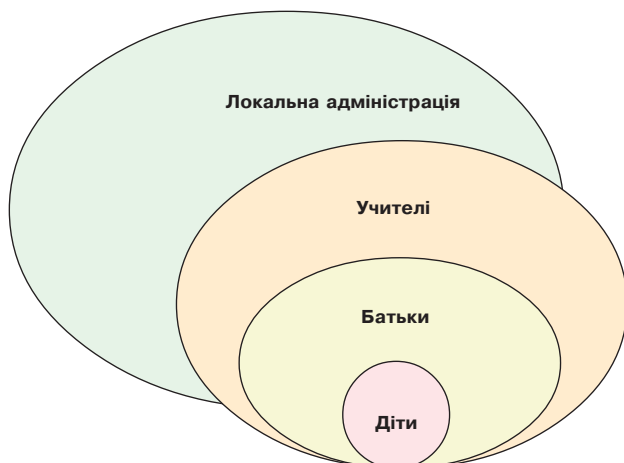 Локальна адміністрація
Учителі
Батьки
Діти